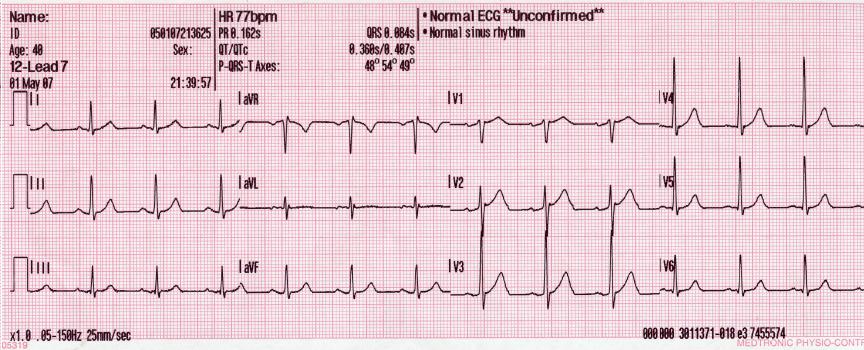 Name:
ID 050107213625
Age: 40 Sex:
12-Lead 7
01 May 07 21:39:57
HR 77bpm
PR 0.162s QRS 0.084s
QT/QTc 0.360s/0.407s
P-QRS-T Axes: 48° 54° 49°
• Normal ECG **Unconfirmed**
• Normal sinus rhythm
I aVR V1 V4
II aVL V2 V5
III aVF V3 V6
x1.0 .05-150Hz 25mm/sec
000000 3011371-018 e3 7455574
05319 MEDTRONIC PHYSIO-CONT